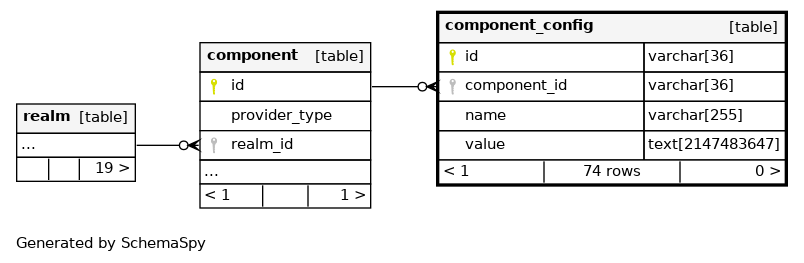 component_config [table]
id varchar[36]
component_id varchar[36]
name varchar[255]
value text[2147483647]
< 1 74 rows 0 >
component [table]
id
provider_type
realm_id
...
< 1 1 >
realm [table]
...
19 >
Generated by SchemaSpy